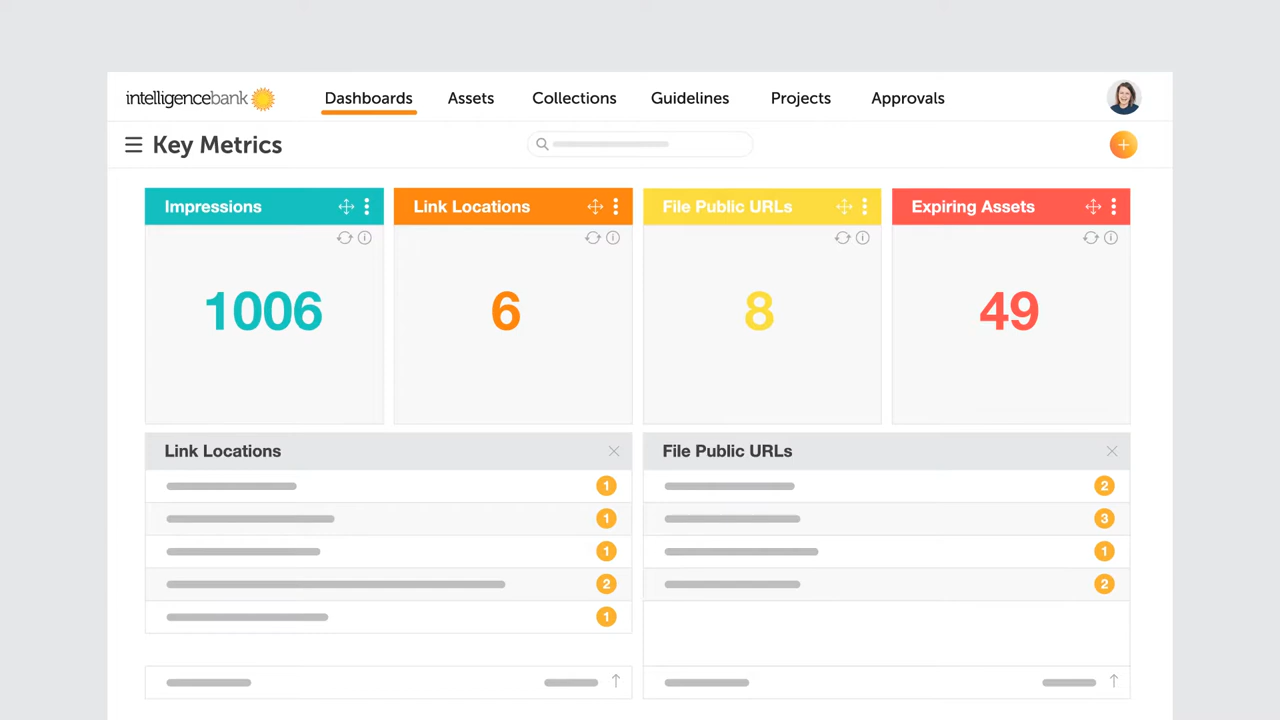 intelligencebank Dashboards Assets Collections Guidelines Projects Approvals
Key Metrics
Impressions Link Locations File Public URLs Expiring Assets
1006 6 8 49
Link Locations File Public URLs
1 2
1 3
1 1
2 2
1